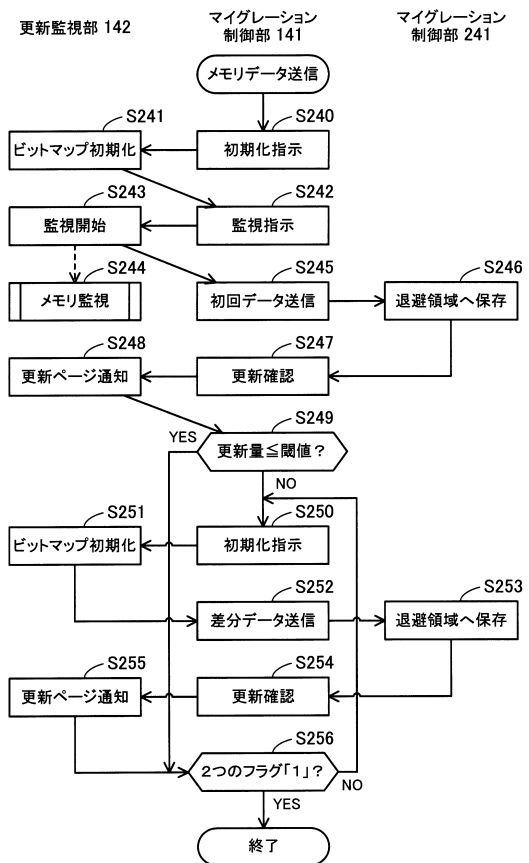 更新監視部 142
マイグレーション
制御部 141
マイグレーション
制御部 241
メモリデータ送信
S241
S240
ビットマップ初期化
初期化指示
S243
S242
監視開始
監視指示
S244
S245
S246
メモリ監視
初回データ送信
退避領域へ保存
S248
S247
更新ページ通知
更新確認
S249
YES
更新量≦閾値？
NO
S251
S250
ビットマップ初期化
初期化指示
S252
S253
差分データ送信
退避領域へ保存
S255
S254
更新ページ通知
更新確認
S256
２つのフラグ「１」？
NO
YES
終了